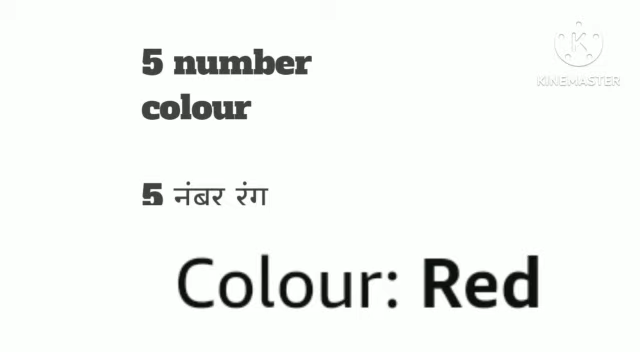 5 number
colour
5 नंबर रंग
Colour: Red
K
KINEMASTER